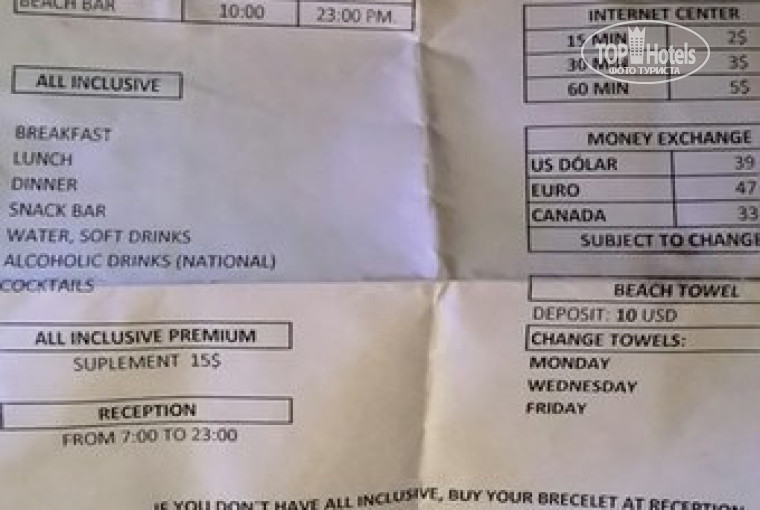 BEACH BAR 10:00 23:00 PM.
ALL INCLUSIVE
BREAKFAST
LUNCH
DINNER
SNACK BAR
WATER, SOFT DRINKS
ALCOHOLIC DRINKS (NATIONAL)
COCKTAILS
ALL INCLUSIVE PREMIUM
SUPLEMENT 15$
RECEPTION
FROM 7:00 TO 23:00
INTERNET CENTER
15 MIN 2$
30 MIN 3$
60 MIN 5$
TOP Hotels
ФОТО ТУРИСТА
MONEY EXCHANGE
US DÓLAR 39
EURO 47
CANADA 33
SUBJECT TO CHANGE
BEACH TOWEL
DEPOSIT: 10 USD
CHANGE TOWELS:
MONDAY
WEDNESDAY
FRIDAY
IF YOU DON´T HAVE ALL INCLUSIVE, BUY YOUR BRECELET AT RECEPTION